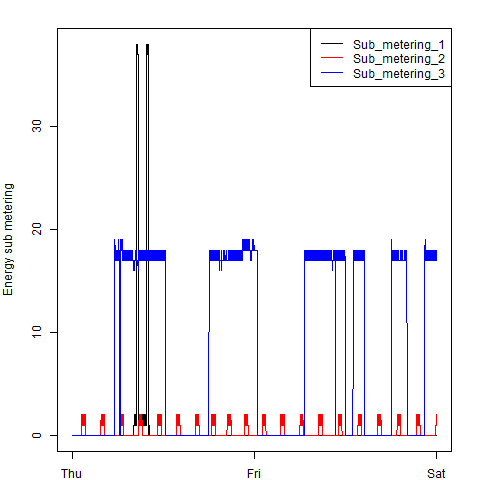 Sub_metering_1
Sub_metering_2
Sub_metering_3
Energy sub metering
30
20
10
0
Thu
Fri
Sat